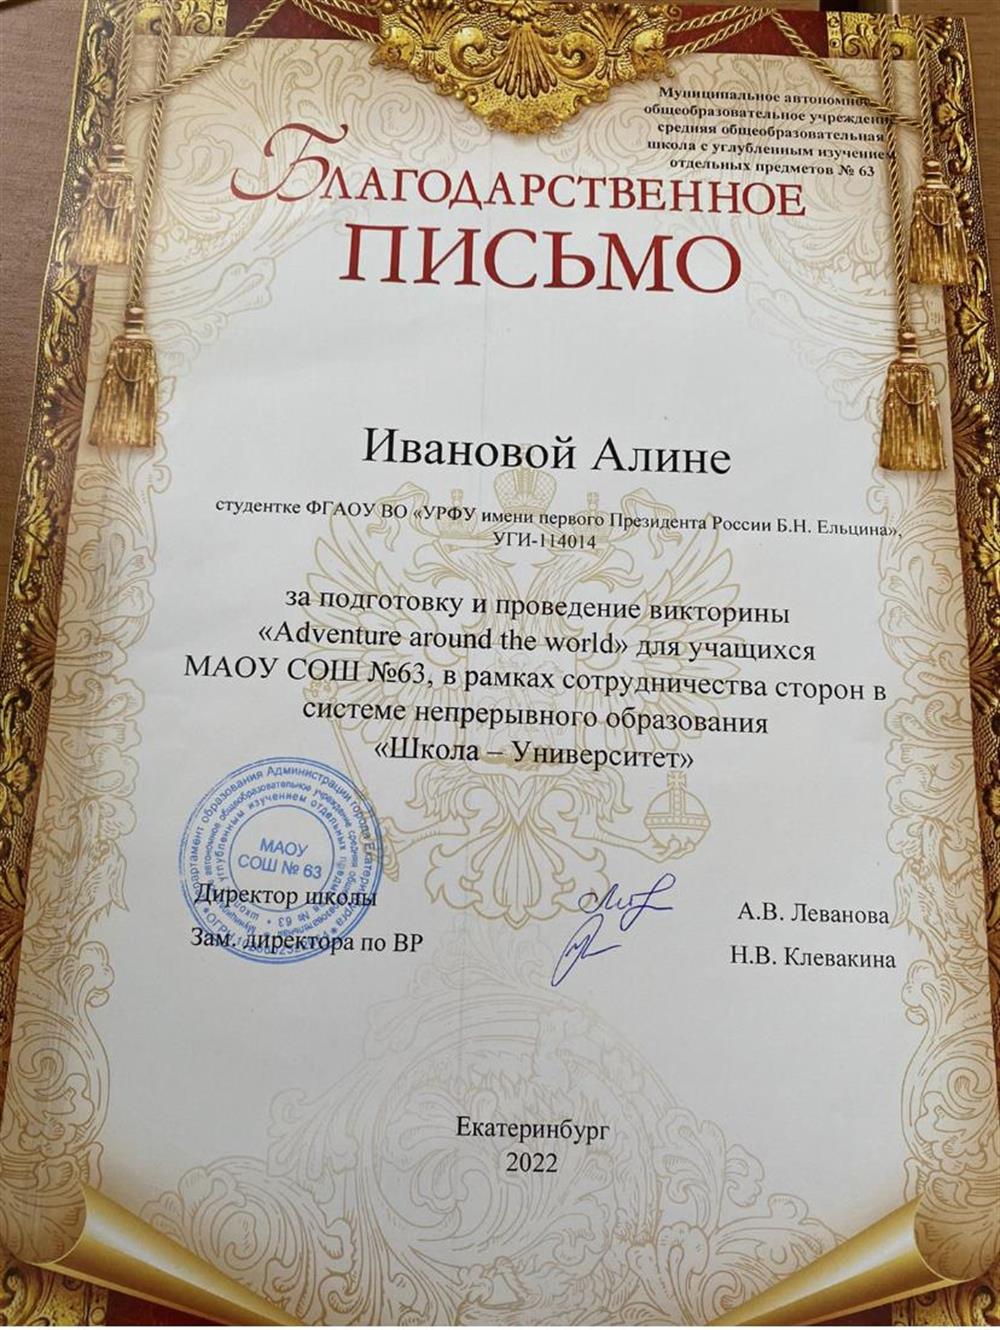 Муниципальное автономное
общеобразовательное учреждение
средняя общеобразовательная
школа с углубленным изучением
отдельных предметов № 63
БЛАГОДАРСТВЕННОЕ
ПИСЬМО
Ивановой Алине
студентке ФГАОУ ВО «УРФУ имени первого Президента России Б.Н. Ельцина»,
УГИ-114014
за подготовку и проведение викторины
«Adventure around the world» для учащихся
МАОУ СОШ №63, в рамках сотрудничества сторон в
системе непрерывного образования
«Школа – Университет»
МАОУ
СОШ № 63
Директор школы
А.В. Леванова
Зам. директора по ВР
Н.В. Клевакина
Екатеринбург
2022